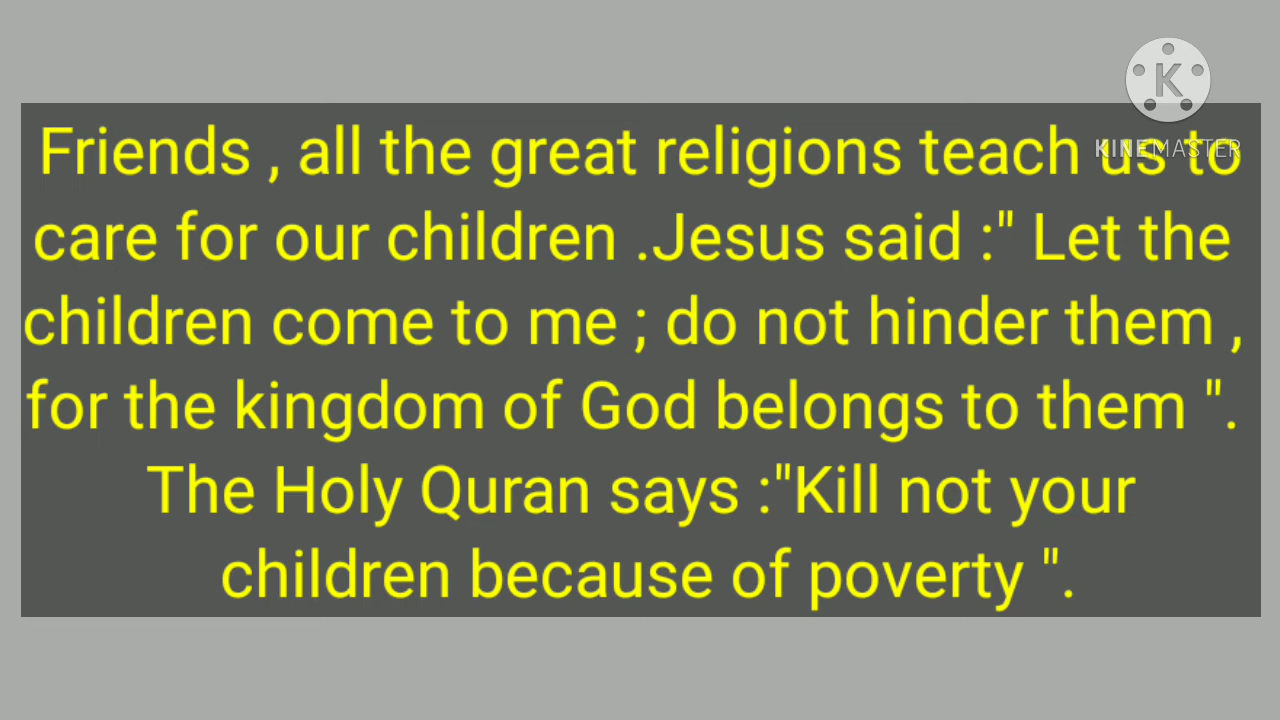 Friends , all the great religions teach us to
care for our children .Jesus said :" Let the
children come to me ; do not hinder them ,
for the kingdom of God belongs to them ".
The Holy Quran says :"Kill not your
children because of poverty ".
K
KINEMASTER